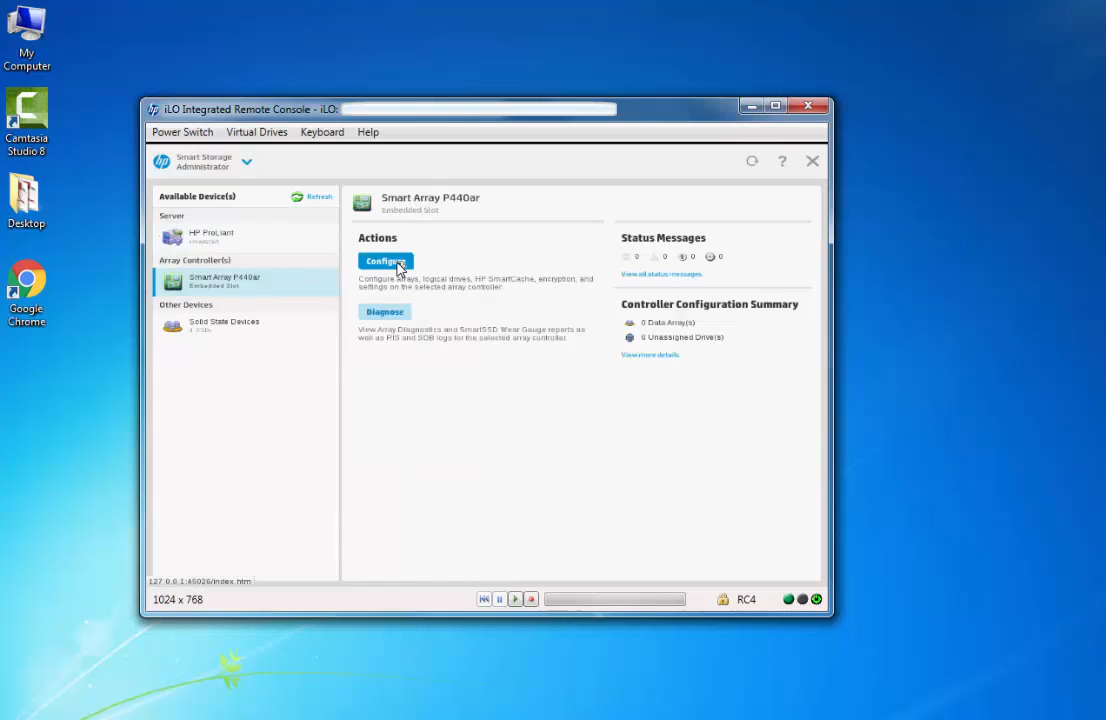 My
Computer
Camtasia
Studio 8
Desktop
Google
Chrome
iLO Integrated Remote Console - iLO:
Power Switch Virtual Drives Keyboard Help
Smart Storage
Administrator
Available Device(s) Refresh
Server
HP ProLiant
Array Controller(s)
Smart Array P440ar
Embedded Slot
Other Devices
Solid State Devices
Smart Array P440ar
Embedded Slot
Actions
Configure
Configure arrays, logical drives, HP SmartCache, encryption, and
settings on the selected array controller.
Diagnose
View Array Diagnostics and SmartSSD Wear Gauge reports as
well as PIS and SOB logs for the selected array controller.
Status Messages
0 0 0 0
View all status messages.
Controller Configuration Summary
0 Data Array(s)
6 Unassigned Drive(s)
View more details.
127.0.0.1:45026/index.htm
1024 x 768
RC4